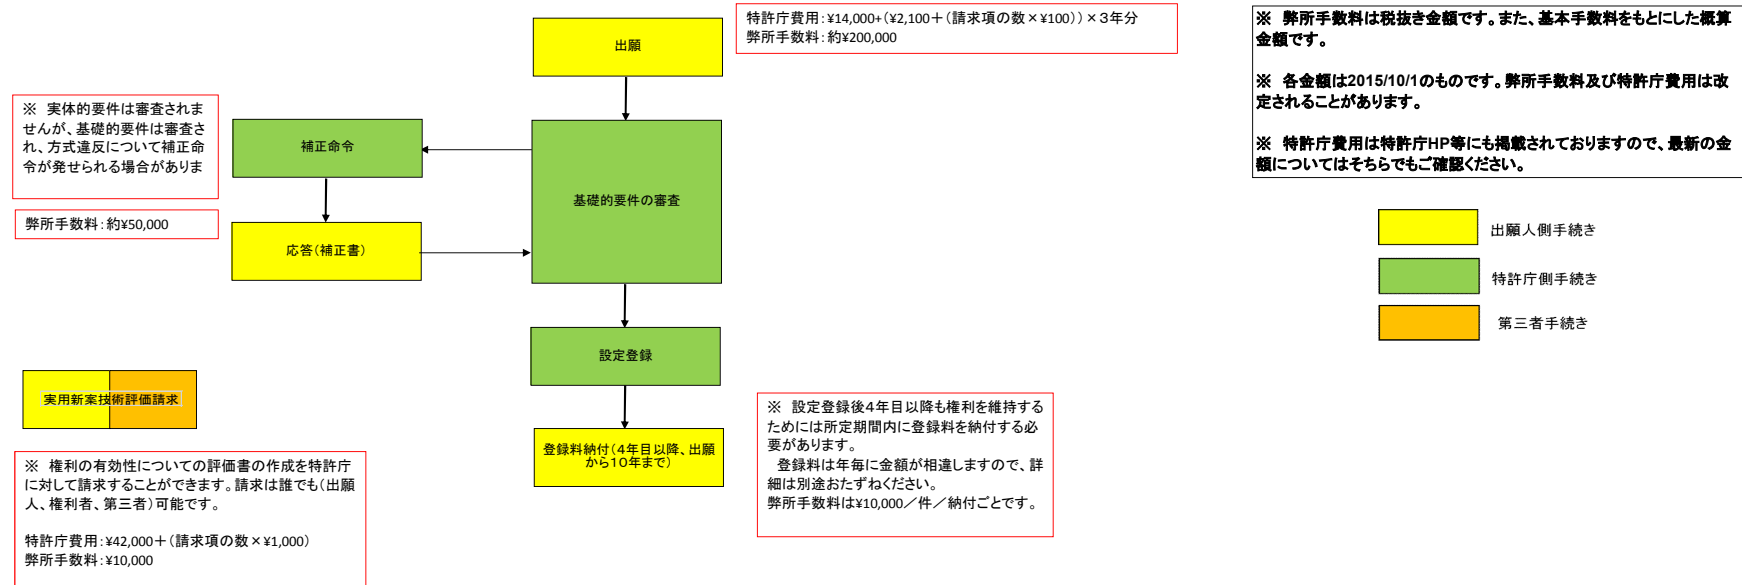 出願
特許庁費用:¥14,000+(¥2,100+(請求項の数×¥100))×3年分
弊所手数料:約¥200,000
※ 弊所手数料は税抜き金額です。また、基本手数料をもとにした概算
金額です。
※ 各金額は2015/10/1のものです。弊所手数料及び特許庁費用は改
定されることがあります。
※ 特許庁費用は特許庁HP等にも掲載されておりますので、最新の金
額についてはそちらでもご確認ください。
※ 実体的要件は審査されま
せんが、基礎的要件は審査さ
れ、方式違反について補正命
令が発せられる場合がありま
補正命令
基礎的要件の審査
弊所手数料:約¥50,000
応答(補正書)
出願人側手続き
特許庁側手続き
第三者手続き
設定登録
実用新案技術評価請求
登録料納付(4年目以降、出願
から10年まで)
※ 設定登録後4年目以降も権利を維持する
ためには所定期間内に登録料を納付する必
要があります。
登録料は年毎に金額が相違しますので、詳
細は別途おたずねください。
弊所手数料は¥10,000/件/納付ごとです。
※ 権利の有効性についての評価書の作成を特許庁
に対して請求することができます。請求は誰でも(出願
人、権利者、第三者)可能です。
特許庁費用:¥42,000+(請求項の数×¥1,000)
弊所手数料:¥10,000